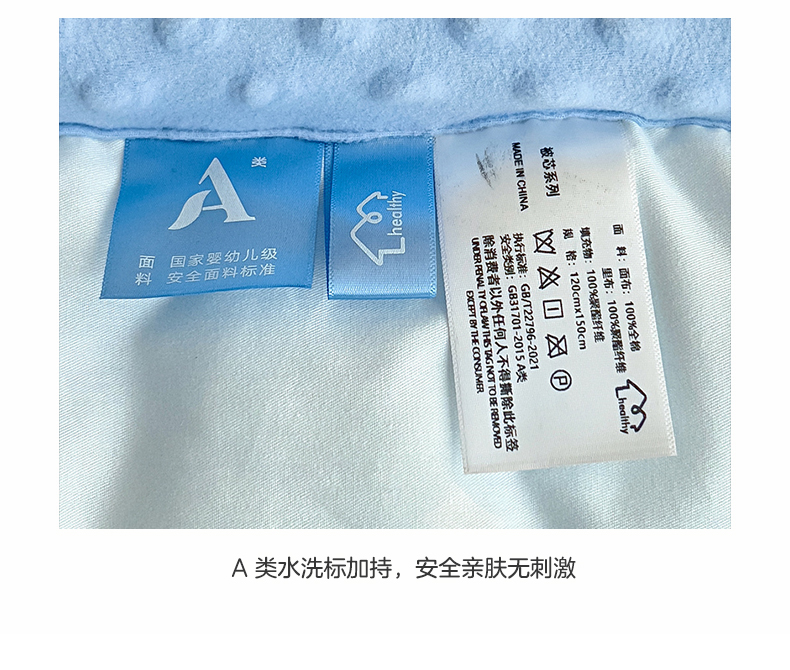 A类
面料
国家婴幼儿级
安全面料标准
healthy
healthy
面 料：面布：100%全棉
里布：100%聚酯纤维
填充物：100%聚酯纤维
规 格：120cmx150cm
被芯系列
MADE IN CHINA
执行标准：GB/T22796-2021
安全类别：GB31701-2015 A类
除消费者以外任何人不得撕除此标签
UNDER PENALTY OF LAW THIS TAG NOT TO BE REMOVED
EXCEPT BY THE CONSUMER
A 类水洗标加持，安全亲肤无刺激